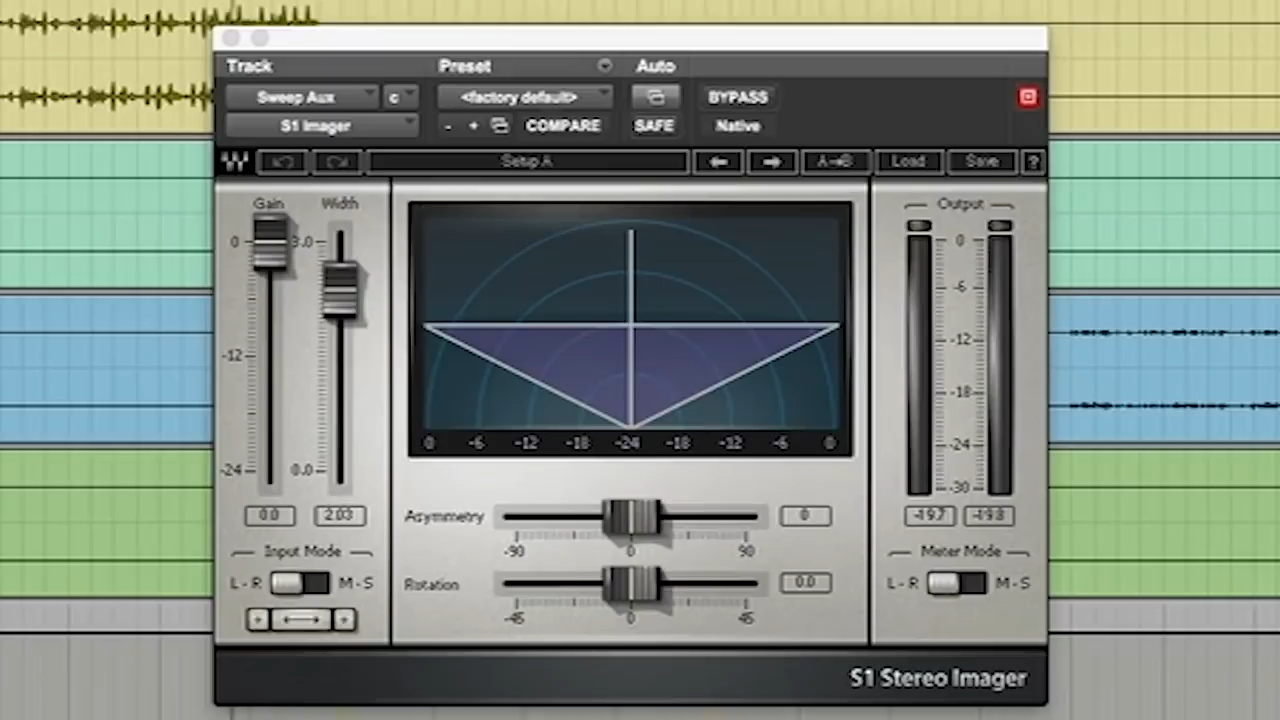 Track Preset Auto
Sweep Aux c <factory default> BYPASS
S1 Imager - + COMPARE SAFE Native
Setup A A→B Load Save ?
Gain Width Output
0 3.0 0
-6
-12 -12
-18
-24
-24 0.0 -30
0 -6 -12 -18 -24 -18 -12 -6 0
0.0 2.03 Asymmetry 0 -19.7 -19.8
-90 0 90
Input Mode Meter Mode
L - R M - S Rotation 0.0 L - R M - S
-45 0 45
S1 Stereo Imager